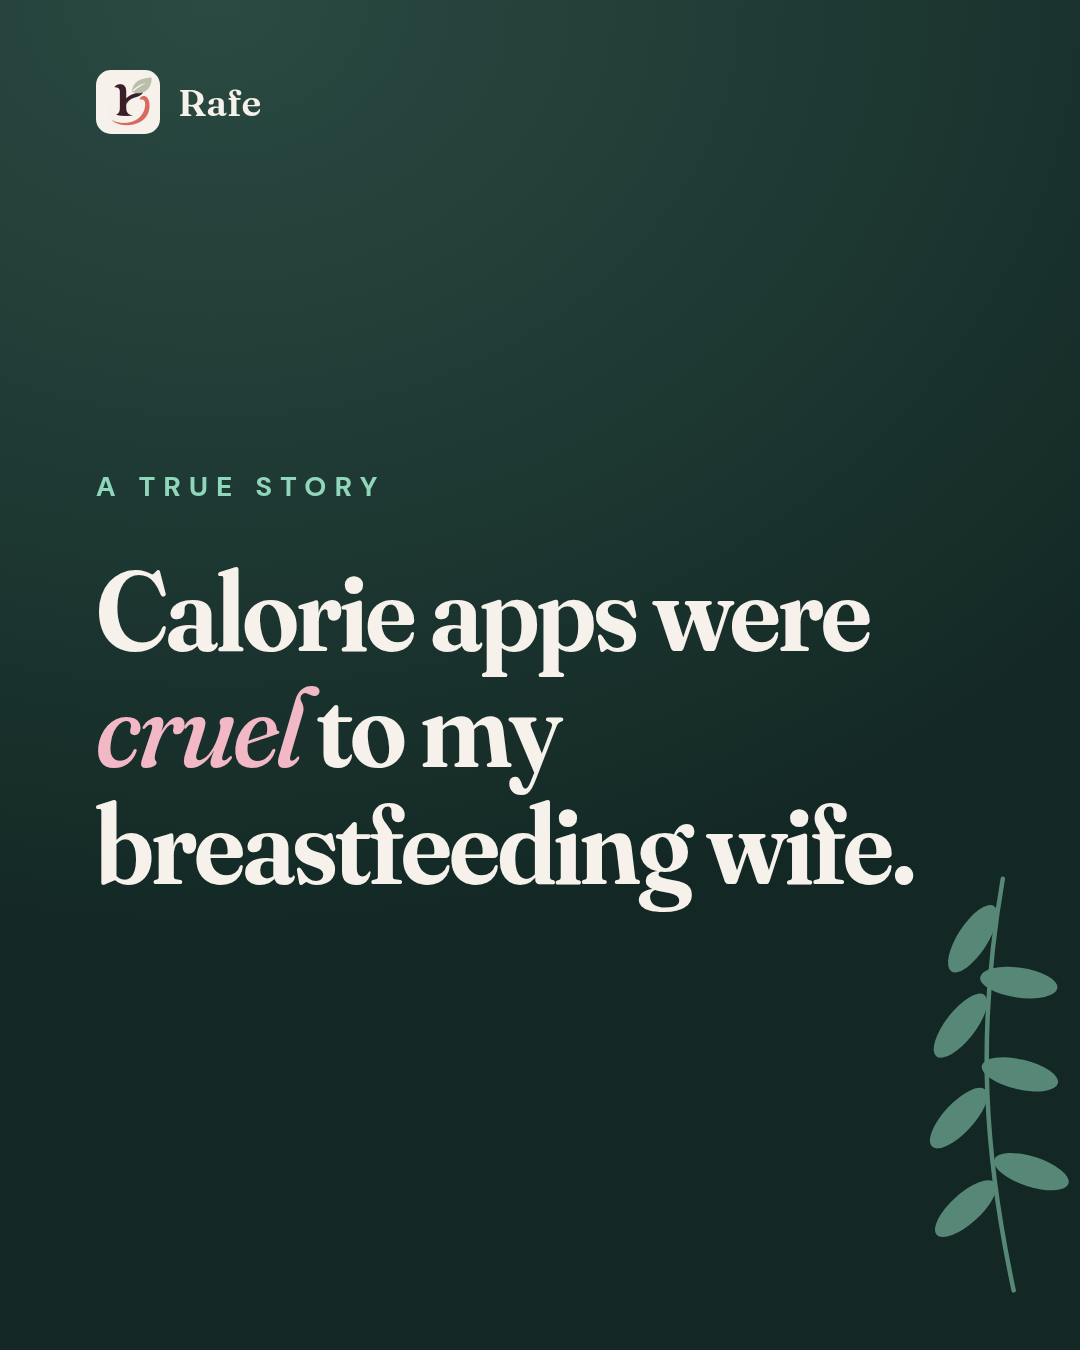 Rafe
A TRUE STORY
Calorie apps were
cruel to my
breastfeeding wife.